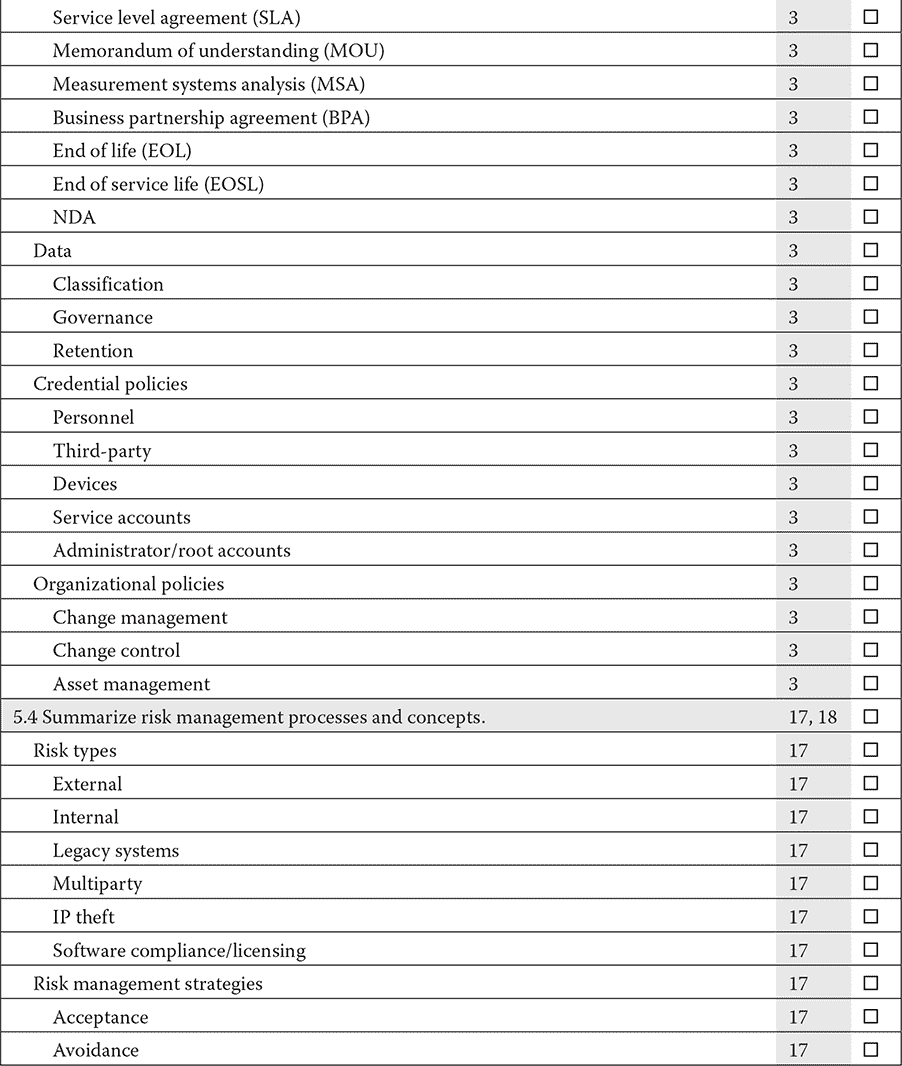 Service level agreement (SLA) 3 ☐
Memorandum of understanding (MOU) 3 ☐
Measurement systems analysis (MSA) 3 ☐
Business partnership agreement (BPA) 3 ☐
End of life (EOL) 3 ☐
End of service life (EOSL) 3 ☐
NDA 3 ☐
Data 3 ☐
Classification 3 ☐
Governance 3 ☐
Retention 3 ☐
Credential policies 3 ☐
Personnel 3 ☐
Third-party 3 ☐
Devices 3 ☐
Service accounts 3 ☐
Administrator/root accounts 3 ☐
Organizational policies 3 ☐
Change management 3 ☐
Change control 3 ☐
Asset management 3 ☐
5.4 Summarize risk management processes and concepts. 17, 18 ☐
Risk types 17 ☐
External 17 ☐
Internal 17 ☐
Legacy systems 17 ☐
Multiparty 17 ☐
IP theft 17 ☐
Software compliance/licensing 17 ☐
Risk management strategies 17 ☐
Acceptance 17 ☐
Avoidance 17 ☐